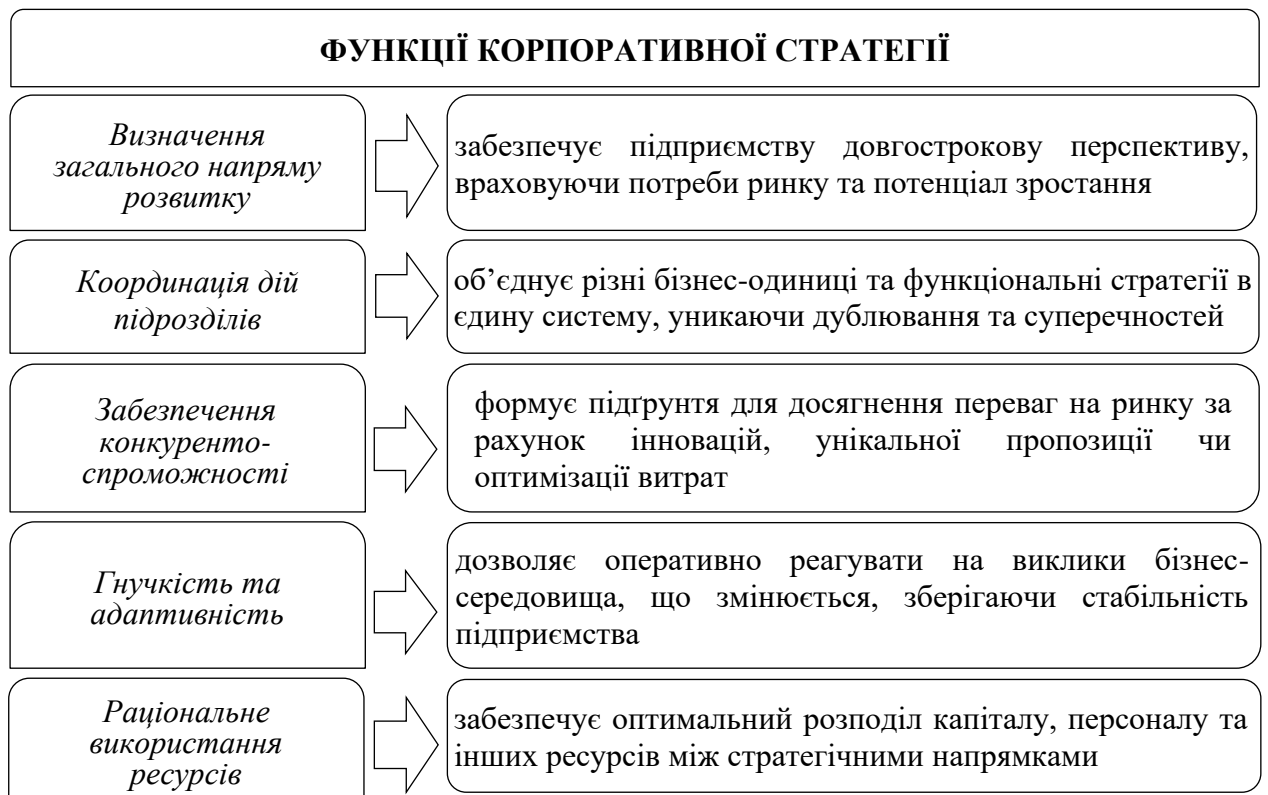 ФУНКЦІЇ КОРПОРАТИВНОЇ СТРАТЕГІЇ
Визначення
загального напряму
розвитку
забезпечує підприємству довгострокову перспективу,
враховуючи потреби ринку та потенціал зростання
Координація дій
підрозділів
об’єднує різні бізнес-одиниці та функціональні стратегії в
єдину систему, уникаючи дублювання та суперечностей
Забезпечення
конкуренто-
спроможності
формує підґрунтя для досягнення переваг на ринку за
рахунок інновацій, унікальної пропозиції чи
оптимізації витрат
Гнучкість та
адаптивність
дозволяє оперативно реагувати на виклики бізнес-
середовища, що змінюється, зберігаючи стабільність
підприємства
Раціональне
використання
ресурсів
забезпечує оптимальний розподіл капіталу, персоналу та
інших ресурсів між стратегічними напрямками